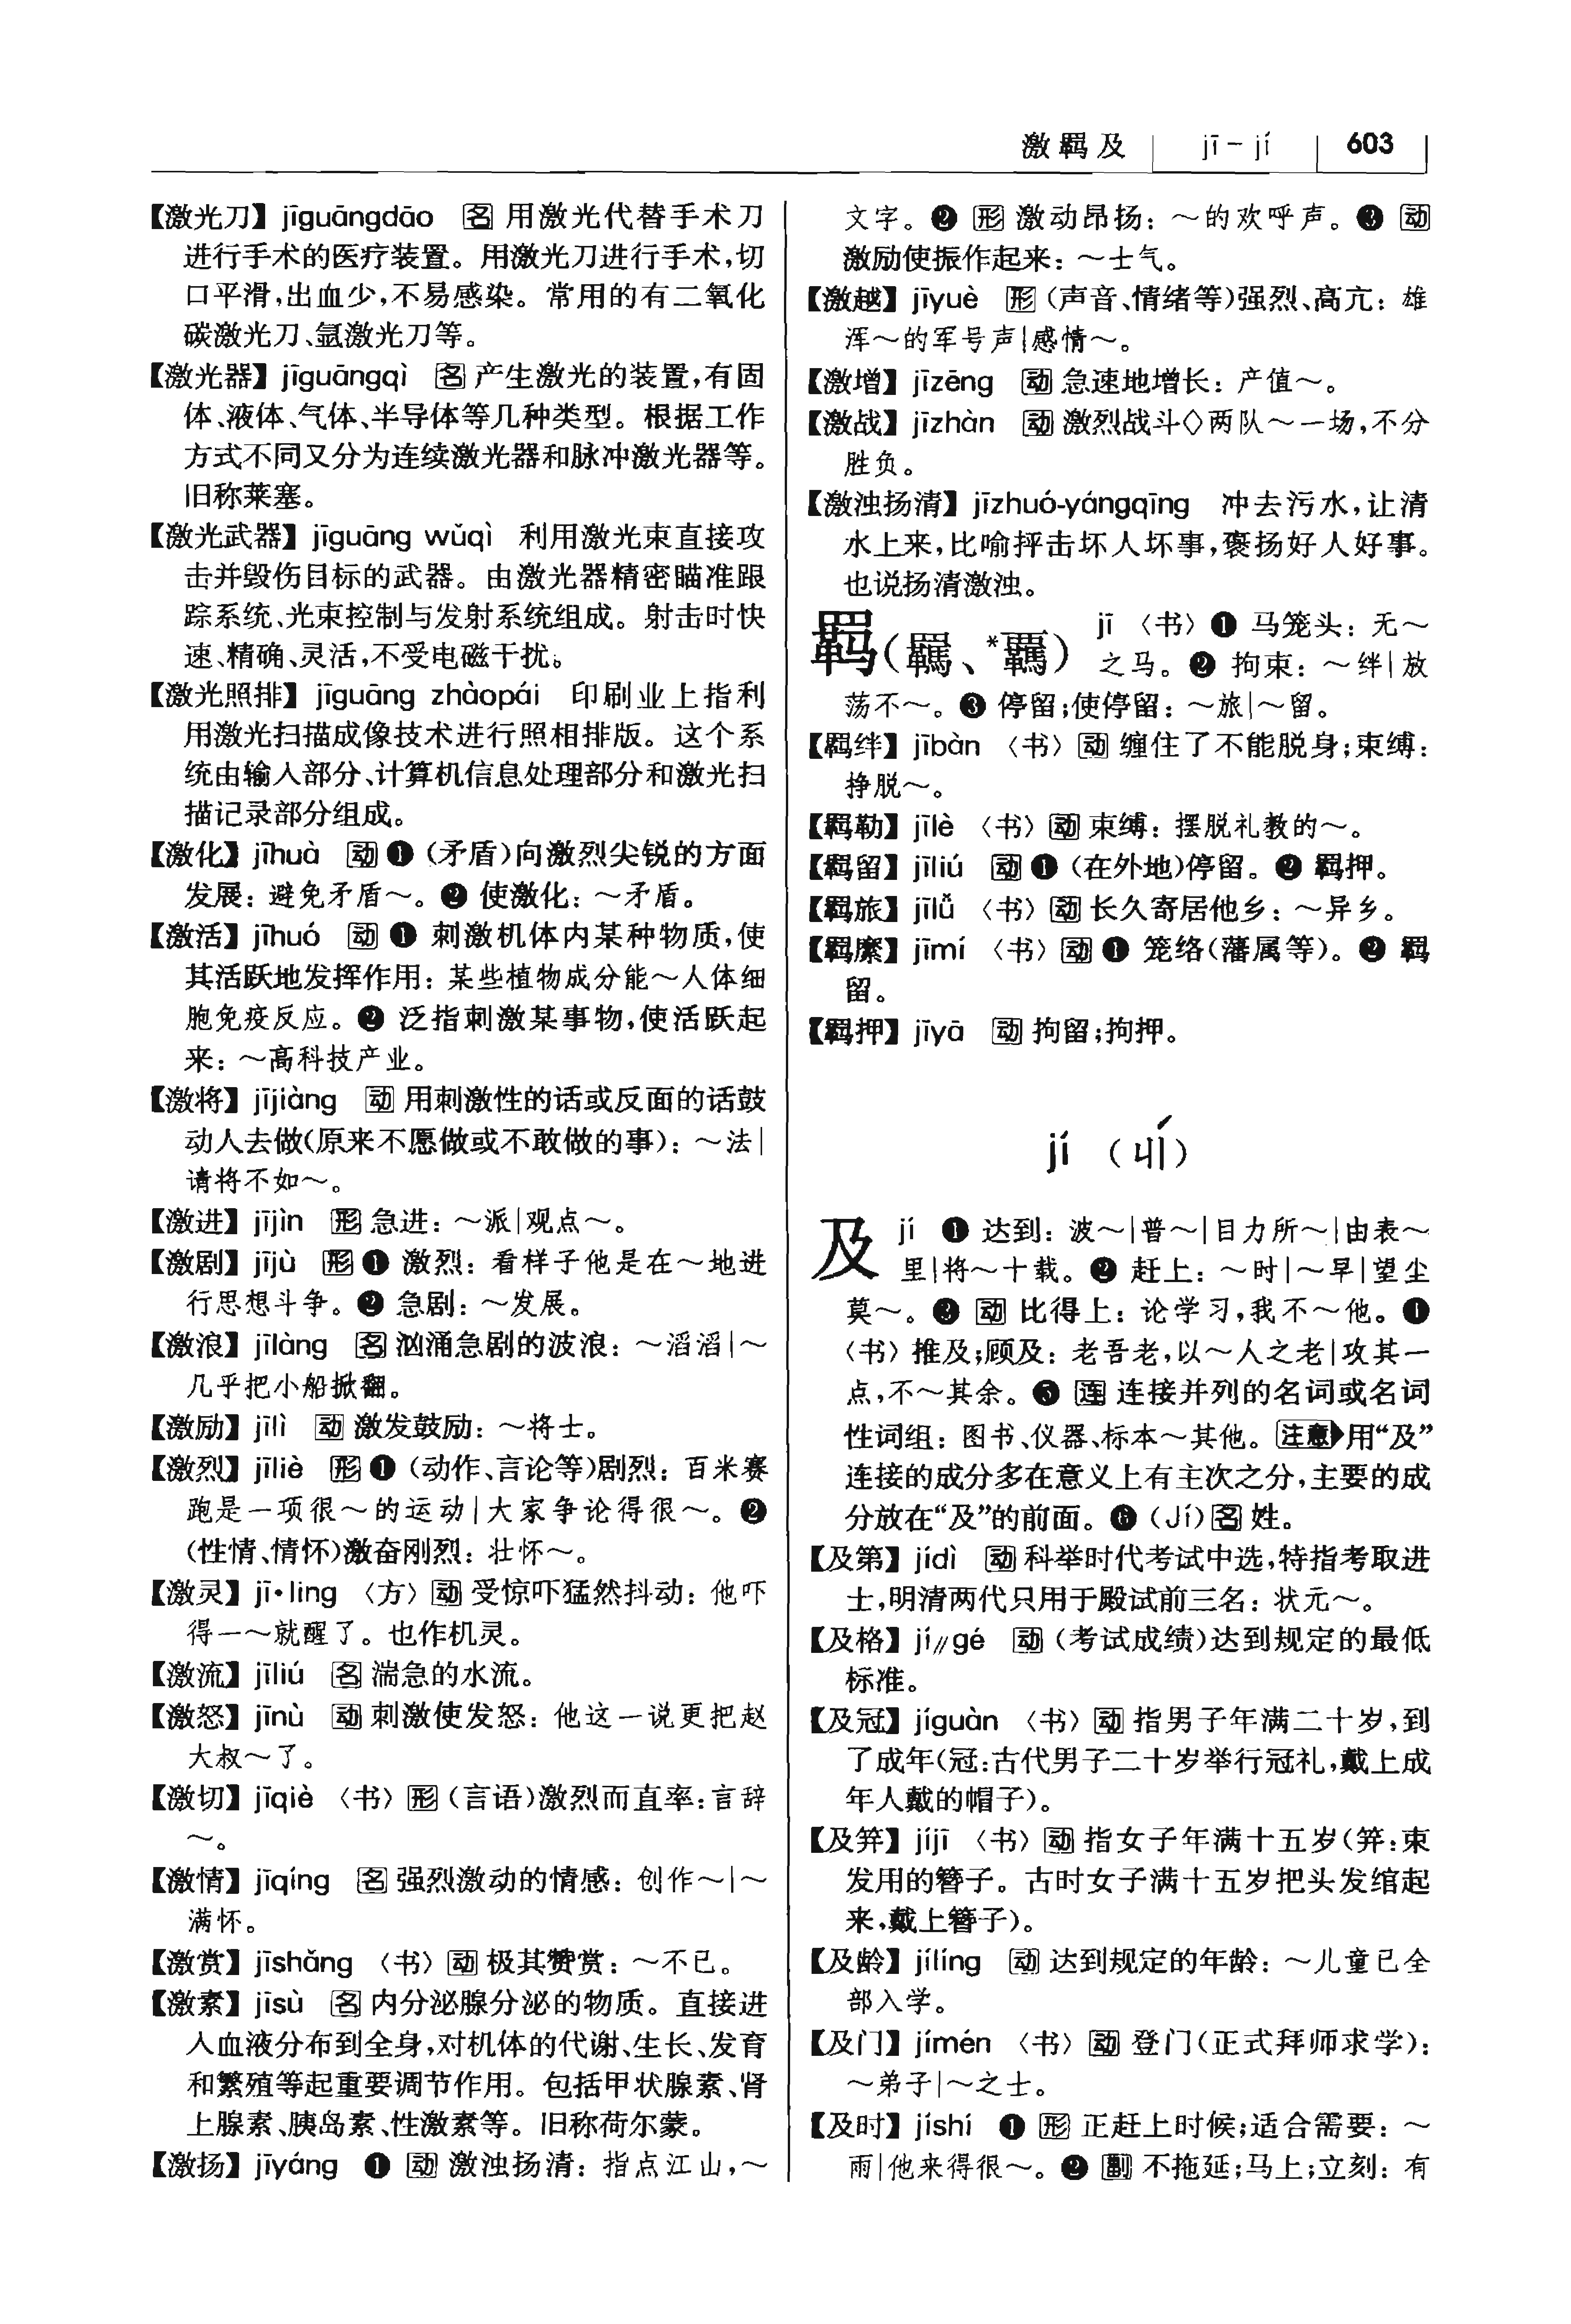 激羁及 jī－jí 603
【激光刀】 jīguāngdāo 名 用激光代替手术刀
进行手术的医疗装置。用激光刀进行手术,切
口平滑,出血少,不易感染。常用的有二氧化
碳激光刀、氩激光刀等。
【激光器】 jīguāngqì 名 产生激光的装置,有固
体、液体、气体、半导体等几种类型。根据工作
方式不同又分为连续激光器和脉冲激光器等。
旧称莱塞。
【激光武器】 jīguāng wǔqì 利用激光束直接攻
击并毁伤目标的武器。由激光器精密瞄准跟
踪系统、光束控制与发射系统组成。射击时快
速、精确、灵活,不受电磁干扰。
【激光照排】 jīguāng zhàopái 印刷业上指利
用激光扫描成像技术进行照相排版。这个系
统由输入部分、计算机信息处理部分和激光扫
描记录部分组成。
【激化】 jīhuà 动 ❶ (矛盾)向激烈尖锐的方面
发展：避免矛盾～。❷ 使激化：～矛盾。
【激活】 jīhuó 动 ❶ 刺激机体内某种物质,使
其活跃地发挥作用：某些植物成分能～人体细
胞免疫反应。❷ 泛指刺激某事物,使活跃起
来：～高科技产业。
【激将】 jījiàng 动 用刺激性的话或反面的话鼓
动人去做(原来不愿做或不敢做的事)：～法|
请将不如～。
【激进】 jījìn 形 急进：～派|观点～。
【激剧】 jījù 形 ❶ 激烈：看样子他是在～地进
行思想斗争。❷ 急剧：～发展。
【激浪】 jīlàng 名 汹涌急剧的波浪：～滔滔|～
几乎把小船掀翻。
【激励】 jīlì 动 激发鼓励：～将士。
【激烈】 jīliè 形 ❶ (动作、言论等)剧烈：百米赛
跑是一项很～的运动|大家争论得很～。❷
(性情、情怀)激奋刚烈：壮怀～。
【激灵】 jī·ling 〈方〉 动 受惊吓猛然抖动：他吓
得一～就醒了。也作机灵。
【激流】 jīliú 名 湍急的水流。
【激怒】 jīnù 动 刺激使发怒：他这一说更把赵
大叔～了。
【激切】 jīqiè 〈书〉 形 (言语)激烈而直率：言辞
～。
【激情】 jīqíng 名 强烈激动的情感：创作～|～
满怀。
【激赏】 jīshǎng 〈书〉 动 极其赞赏：～不已。
【激素】 jīsù 名 内分泌腺分泌的物质。直接进
入血液分布到全身,对机体的代谢、生长、发育
和繁殖等起重要调节作用。包括甲状腺素、肾
上腺素、胰岛素、性激素等。旧称荷尔蒙。
【激扬】 jīyáng ❶ 动 激浊扬清：指点江山,～
文字。❷ 形 激动昂扬：～的欢呼声。❸ 动
激励使振作起来：～士气。
【激越】 jīyuè 形 (声音、情绪等)强烈、高亢：雄
浑～的军号声|感情～。
【激增】 jīzēng 动 急速地增长：产值～。
【激战】 jīzhàn 动 激烈战斗◇两队～一场,不分
胜负。
【激浊扬清】 jīzhuó-yángqīng 冲去污水,让清
水上来,比喻抨击坏人坏事,褒扬好人好事。
也说扬清激浊。
羁(羈、*覊) jī 〈书〉 ❶ 马笼头：无～
之马。❷ 拘束：～绊|放
荡不～。❸ 停留;使停留：～旅|～留。
【羁绊】 jībàn 〈书〉 动 缠住了不能脱身;束缚：
挣脱～。
【羁勒】 jīlè 〈书〉 动 束缚：摆脱礼教的～。
【羁留】 jīliú 动 ❶ (在外地)停留。❷ 羁押。
【羁旅】 jīlǚ 〈书〉 动 长久寄居他乡：～异乡。
【羁縻】 jīmí 〈书〉 动 ❶ 笼络(藩属等)。❷ 羁
留。
【羁押】 jīyā 动 拘留;拘押。
jí (ㄐㄧˊ)
及 jí ❶ 达到：波～|普～|目力所～|由表～
里|将～十载。❷ 赶上：～时|～早|望尘
莫～。❸ 动 比得上：论学习,我不～他。❹
〈书〉 推及;顾及：老吾老,以～人之老|攻其一
点,不～其余。❺ 连 连接并列的名词或名词
性词组：图书、仪器、标本～其他。注意 用“及”
连接的成分多在意义上有主次之分,主要的成
分放在“及”的前面。❻ (Jí) 名 姓。
【及第】 jídì 动 科举时代考试中选,特指考取进
士,明清两代只用于殿试前三名：状元～。
【及格】 jí∥gé 动 (考试成绩)达到规定的最低
标准。
【及冠】 jíguàn 〈书〉 动 指男子年满二十岁,到
了成年(冠:古代男子二十岁举行冠礼,戴上成
年人戴的帽子)。
【及笄】 jíjī 〈书〉 动 指女子年满十五岁(笄:束
发用的簪子。古时女子满十五岁把头发绾起
来,戴上簪子)。
【及龄】 jílíng 动 达到规定的年龄：～儿童已全
部入学。
【及门】 jímén 〈书〉 动 登门(正式拜师求学)：
～弟子|～之士。
【及时】 jíshí ❶ 形 正赶上时候;适合需要：～
雨|他来得很～。❷ 副 不拖延;马上;立刻：有